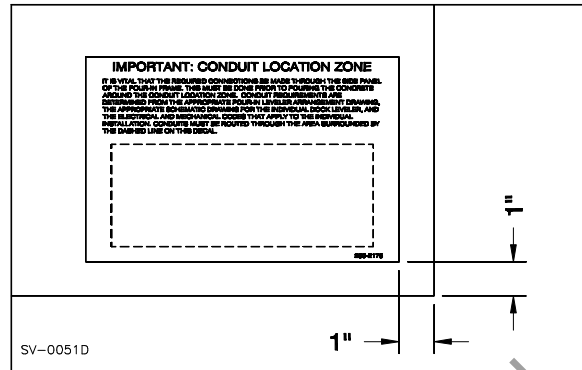 IMPORTANT: CONDUIT LOCATION ZONE
IT IS VITAL THAT THE REQUIRED CONNECTIONS BE MADE THROUGH THE SIDE PANEL
OF THE POUR-IN FRAME. THIS MUST BE DONE PRIOR TO POURING THE CONCRETE
AROUND THE CONDUIT LOCATION ZONE. CONDUIT REQUIREMENTS ARE
DETERMINED FROM THE APPROPRIATE POUR-IN LEVELER ARRANGEMENT DRAWING,
THE APPROPRIATE SCHEMATIC DRAWING FOR THE INDIVIDUAL DOCK LEVELER, AND
THE ELECTRICAL AND MECHANICAL CODES THAT APPLY TO THE INDIVIDUAL
INSTALLATION. CONDUITS MUST BE ROUTED THROUGH THE AREA SURROUNDED BY
THE DASHED LINE ON THIS DECAL.
1"
1"
SV-0051D